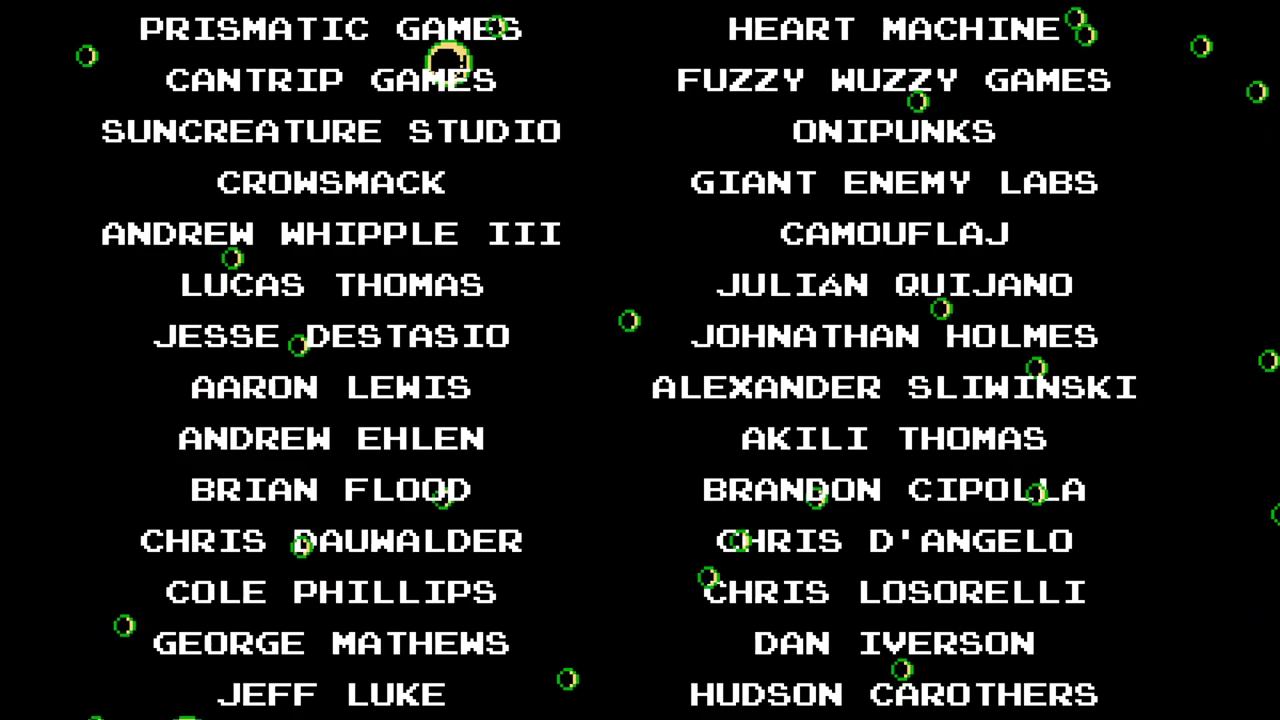 PRISMATIC GAMES HEART MACHINE
CANTRIP GAMES FUZZY WUZZY GAMES
SUNCREATURE STUDIO ONIPUNKS
CROWSMACK GIANT ENEMY LABS
ANDREW WHIPPLE III CAMOUFLAJ
LUCAS THOMAS JULIáN QUIJANO
JESSE DESTASIO JOHNATHAN HOLMES
AARON LEWIS ALEXANDER SLIWINSKI
ANDREW EHLEN AKILI THOMAS
BRIAN FLOOD BRANDON CIPOLLA
CHRIS DAUWALDER CHRIS D'ANGELO
COLE PHILLIPS CHRIS LOSORELLI
GEORGE MATHEWS DAN IVERSON
JEFF LUKE HUDSON CAROTHERS